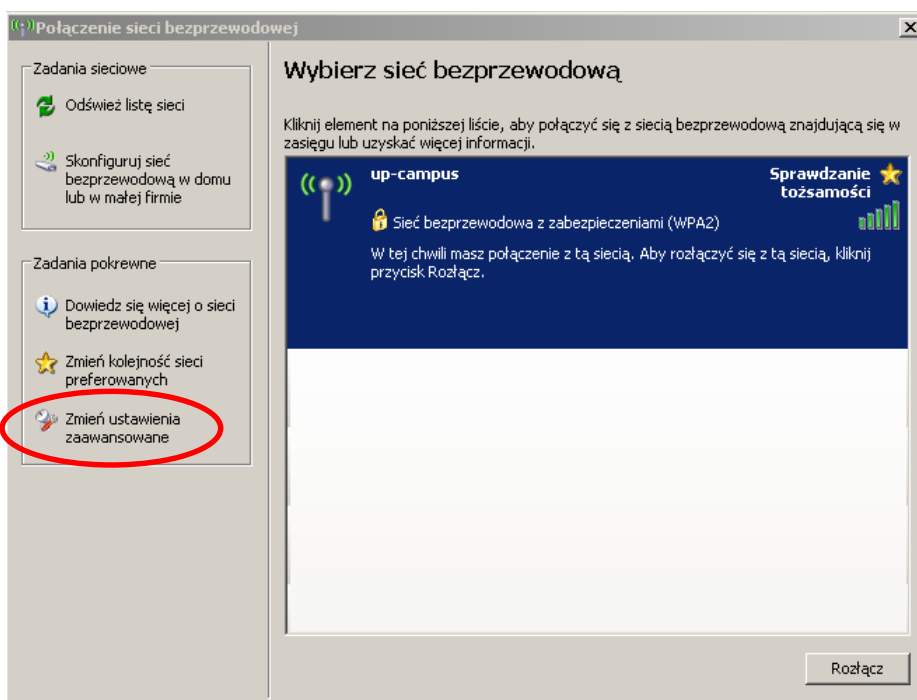 Połączenie sieci bezprzewodowej
Zadania sieciowe
Odśwież listę sieci
Skonfiguruj sieć
bezprzewodową w domu
lub w małej firmie
Zadania pokrewne
Dowiedz się więcej o sieci
bezprzewodowej
Zmień kolejność sieci
preferowanych
Zmień ustawienia
zaawansowane
Wybierz sieć bezprzewodową
Kliknij element na poniższej liście, aby połączyć się z siecią bezprzewodową znajdującą się w
zasięgu lub uzyskać więcej informacji.
up-campus
Sprawdzanie
tożsamości
Sieć bezprzewodowa z zabezpieczeniami (WPA2)
W tej chwili masz połączenie z tą siecią. Aby rozłączyć się z tą siecią, kliknij
przycisk Rozłącz.
Rozłącz